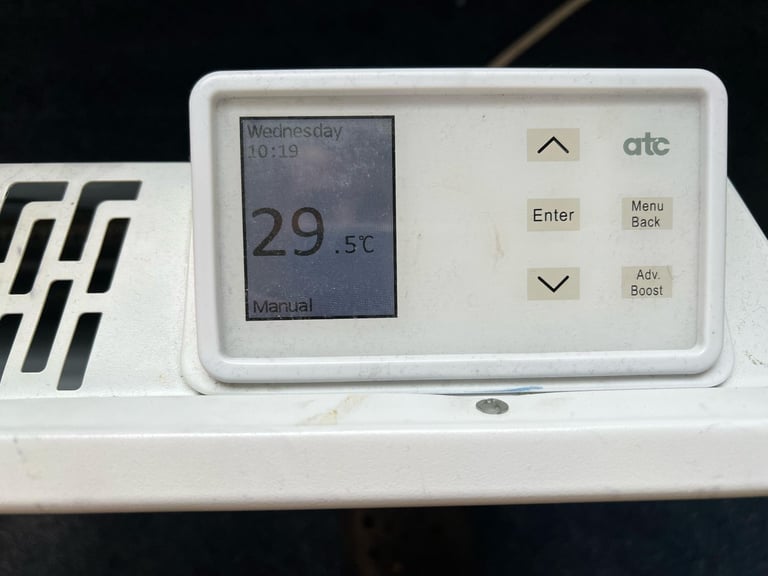 Wednesday
10:19
29.5℃
Manual
Enter
atc
Menu
Back
Adv.
Boost